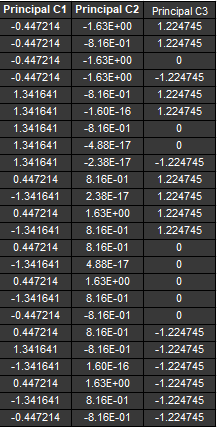 Principal C1 Principal C2 Principal C3
-0.447214 -1.63E+00 1.224745
-0.447214 -8.16E-01 1.224745
-0.447214 -1.63E+00 0
-0.447214 -1.63E+00 -1.224745
1.341641 -8.16E-01 1.224745
1.341641 -1.60E-16 1.224745
1.341641 -8.16E-01 0
1.341641 -4.88E-17 0
1.341641 -2.38E-17 -1.224745
0.447214 8.16E-01 1.224745
-1.341641 2.38E-17 1.224745
0.447214 1.63E+00 1.224745
-1.341641 8.16E-01 1.224745
0.447214 8.16E-01 0
-1.341641 4.88E-17 0
0.447214 1.63E+00 0
-1.341641 8.16E-01 0
-0.447214 -8.16E-01 0
0.447214 8.16E-01 -1.224745
1.341641 -8.16E-01 -1.224745
-1.341641 1.60E-16 -1.224745
0.447214 1.63E+00 -1.224745
-1.341641 8.16E-01 -1.224745
-0.447214 -8.16E-01 -1.224745